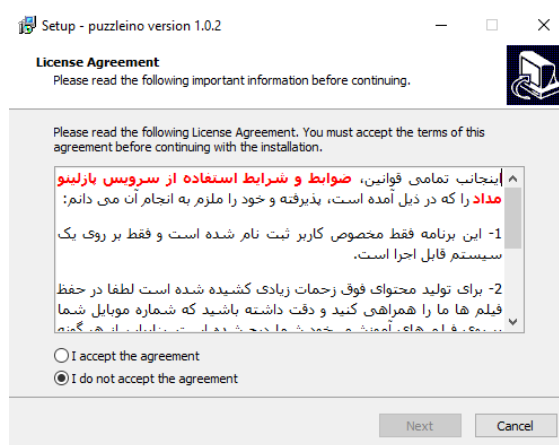 Setup - puzzleino version 1.0.2
License Agreement
Please read the following important information before continuing.
Please read the following License Agreement. You must accept the terms of this
agreement before continuing with the installation.
اینجانب تمامی قوانین، ضوابط و شرایط استفاده از سرویس پازلینو
مداد را که در ذیل آمده است، پذیرفته و خود را ملزم به انجام آن می دانم:
1- این برنامه فقط مخصوص کاربر ثبت نام شده است و فقط بر روی یک
سیستم قابل اجرا است.
2- برای تولید محتوای فوق زحمات زیادی کشیده شده است لطفا در حفظ
فیلم ها ما را همراهی کنید و دقت داشته باشید که شماره موبایل شما
I accept the agreement
I do not accept the agreement
Next
Cancel